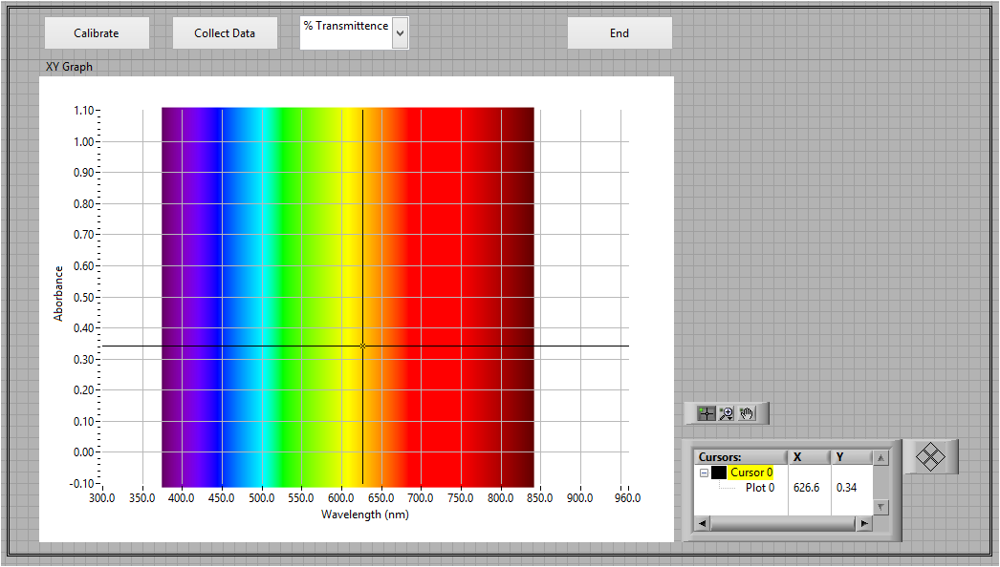 Calibrate Collect Data % Transmittence End
XY Graph
1.10
1.00
0.90
0.80
0.70
0.60
0.50
0.40
0.30
0.20
0.10
0.00
-0.10
Aborbance
300.0 350.0 400.0 450.0 500.0 550.0 600.0 650.0 700.0 750.0 800.0 850.0 900.0 960.0
Wavelength (nm)
Cursors: X Y
Cursor 0
Plot 0 626.6 0.34